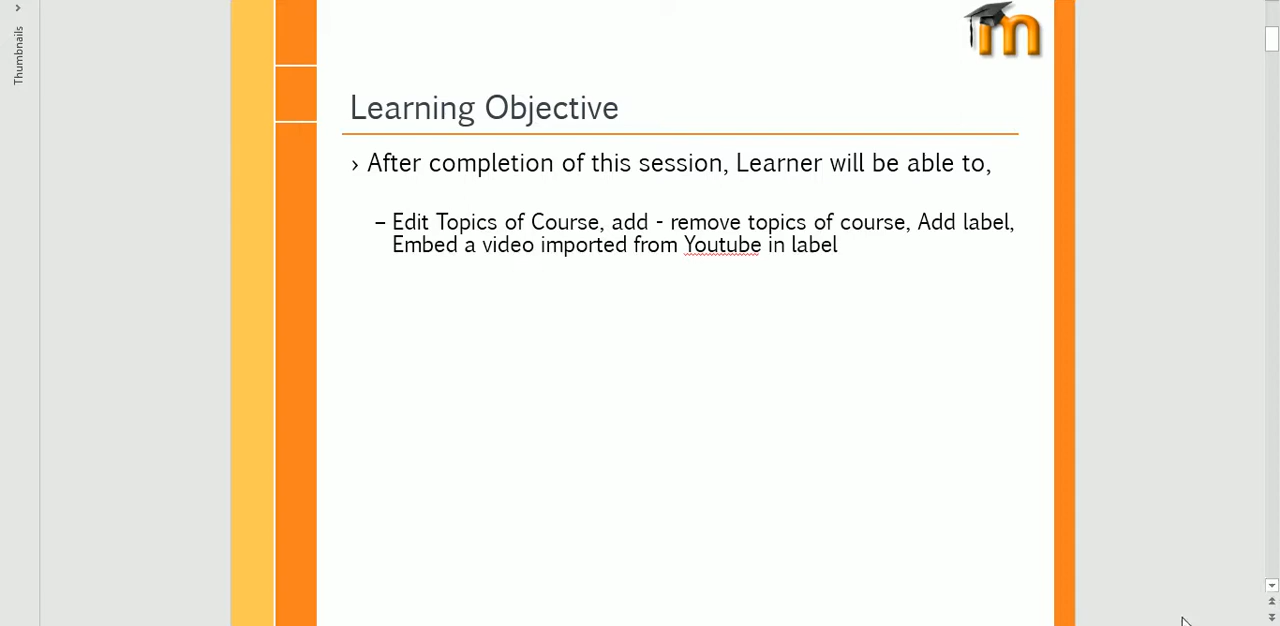 Thumbnails
m
Learning Objective
› After completion of this session, Learner will be able to,
– Edit Topics of Course, add - remove topics of course, Add label,
Embed a video imported from Youtube in label